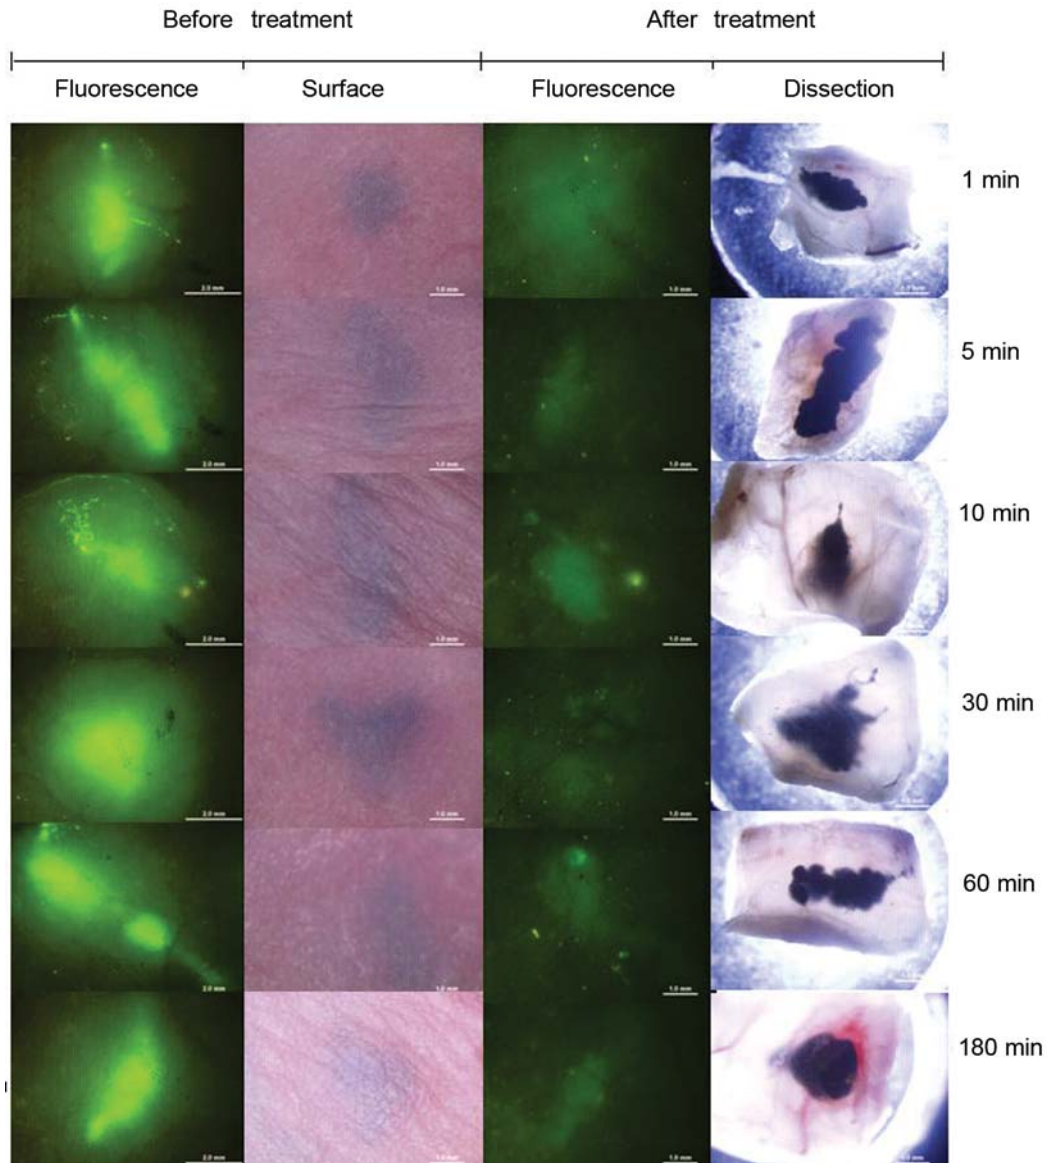 Before treatment After treatment
Fluorescence Surface Fluorescence Dissection
1 min
2.0 mm 1.0 mm 1.0 mm
5 min
2.0 mm 1.0 mm 1.0 mm
10 min
2.0 mm 1.0 mm 1.0 mm
30 min
2.0 mm 1.0 mm 1.0 mm
60 min
2.0 mm 1.0 mm 1.0 mm
180 min
2.0 mm 1.0 mm 1.0 mm